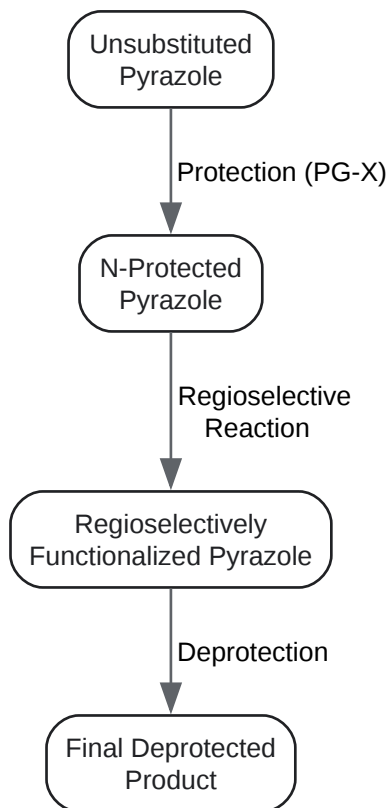 Unsubstituted
Pyrazole
Protection (PG-X)
N-Protected
Pyrazole
Regioselective
Reaction
Regioselectively
Functionalized Pyrazole
Deprotection
Final Deprotected
Product